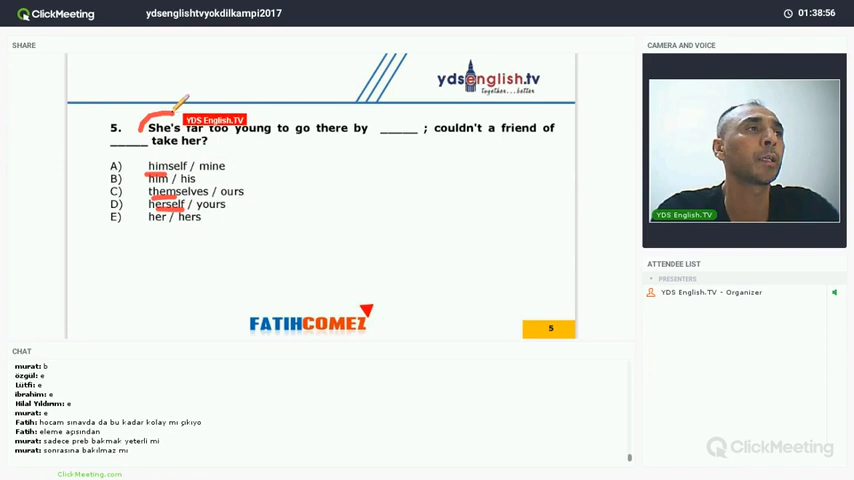 ClickMeeting
ydsenglishtvyokdilkampi2017
01:38:56
SHARE
CAMERA AND VOICE
ydsenglish.tv
together...better
YDS English.TV
5. She's far too young to go there by _____ ; couldn't a friend of
_____ take her?
A) himself / mine
B) him / his
C) themselves / ours
D) herself / yours
E) her / hers
YDS English.TV
ATTENDEE LIST
PRESENTERS
YDS English.TV - Organizer
FATIHCOMEZ
5
CHAT
murat: b
özgül: e
Lütfi: e
ibrahim: e
Hilal Yıldırım: e
murat: e
Fatih: hocam sınavda da bu kadar kolay mı çıkıyo
Fatih: eleme açısından
murat: sadece preb bakmak yeterli mi
murat: sonrasına bakılmaz mı
ClickMeeting
ClickMeeting.com